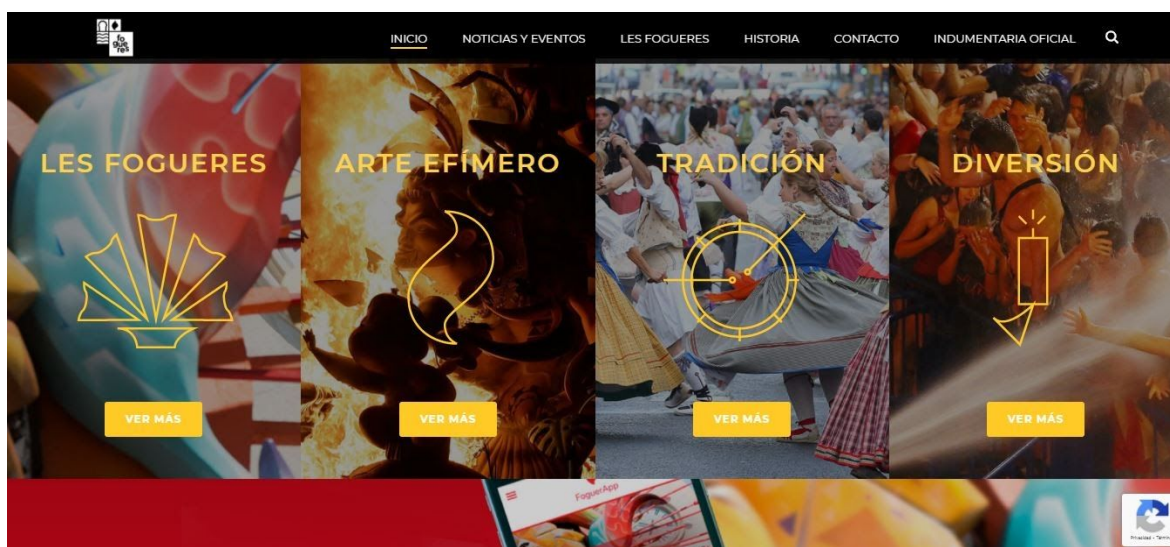 fo
gue
res
INICIO
NOTICIAS Y EVENTOS
LES FOGUERES
HISTORIA
CONTACTO
INDUMENTARIA OFICIAL
LES FOGUERES
ARTE EFÍMERO
TRADICIÓN
DIVERSIÓN
VER MÁS
VER MÁS
VER MÁS
VER MÁS
FoguerApp